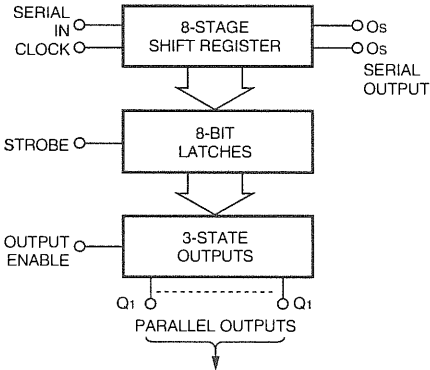 SERIAL
IN
CLOCK
8-STAGE
SHIFT REGISTER
Os
Os
SERIAL
OUTPUT
STROBE
8-BIT
LATCHES
OUTPUT
ENABLE
3-STATE
OUTPUTS
Q1
Q1
PARALLEL OUTPUTS